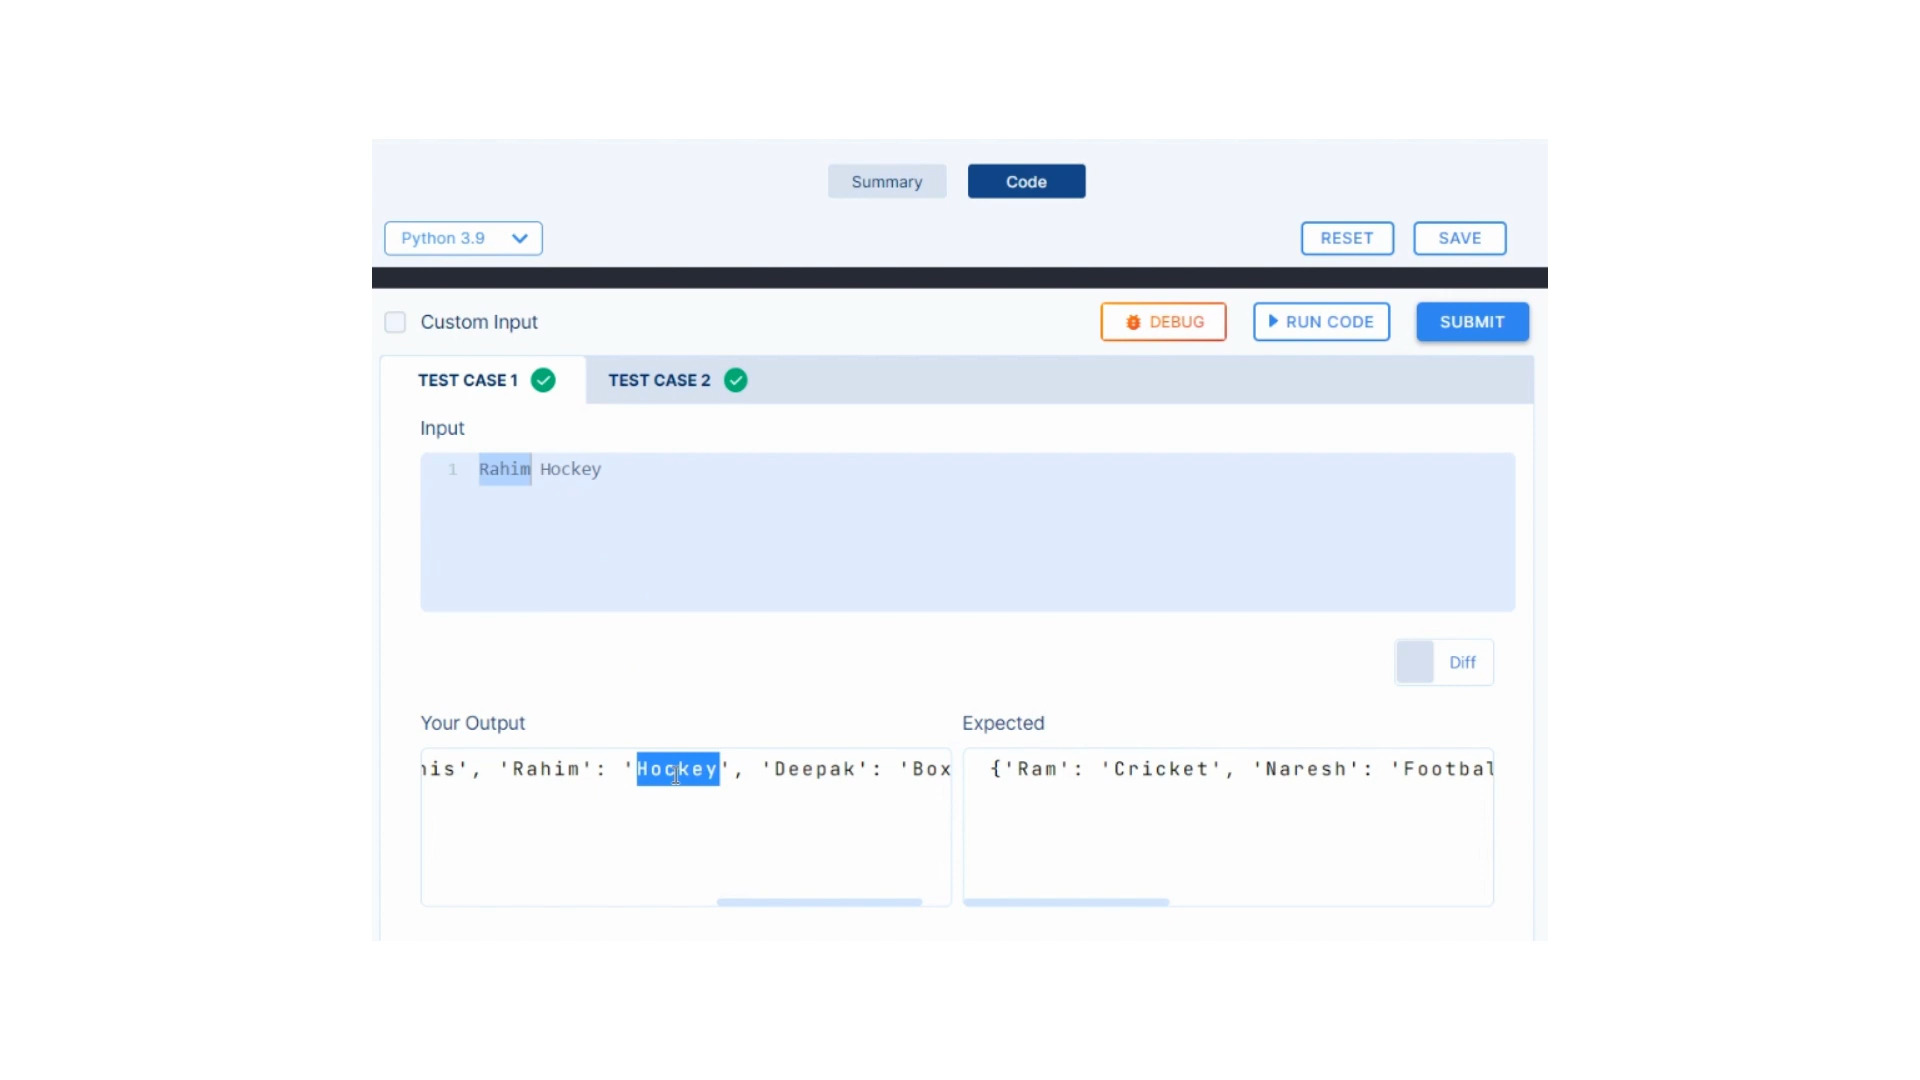 Summary Code
Python 3.9 RESET SAVE
Custom Input DEBUG RUN CODE SUBMIT
TEST CASE 1 TEST CASE 2
Input
1 Rahim Hockey
Diff
Your Output Expected
is', 'Rahim': 'Hockey', 'Deepak': 'Box {'Ram': 'Cricket', 'Naresh': 'Footbal